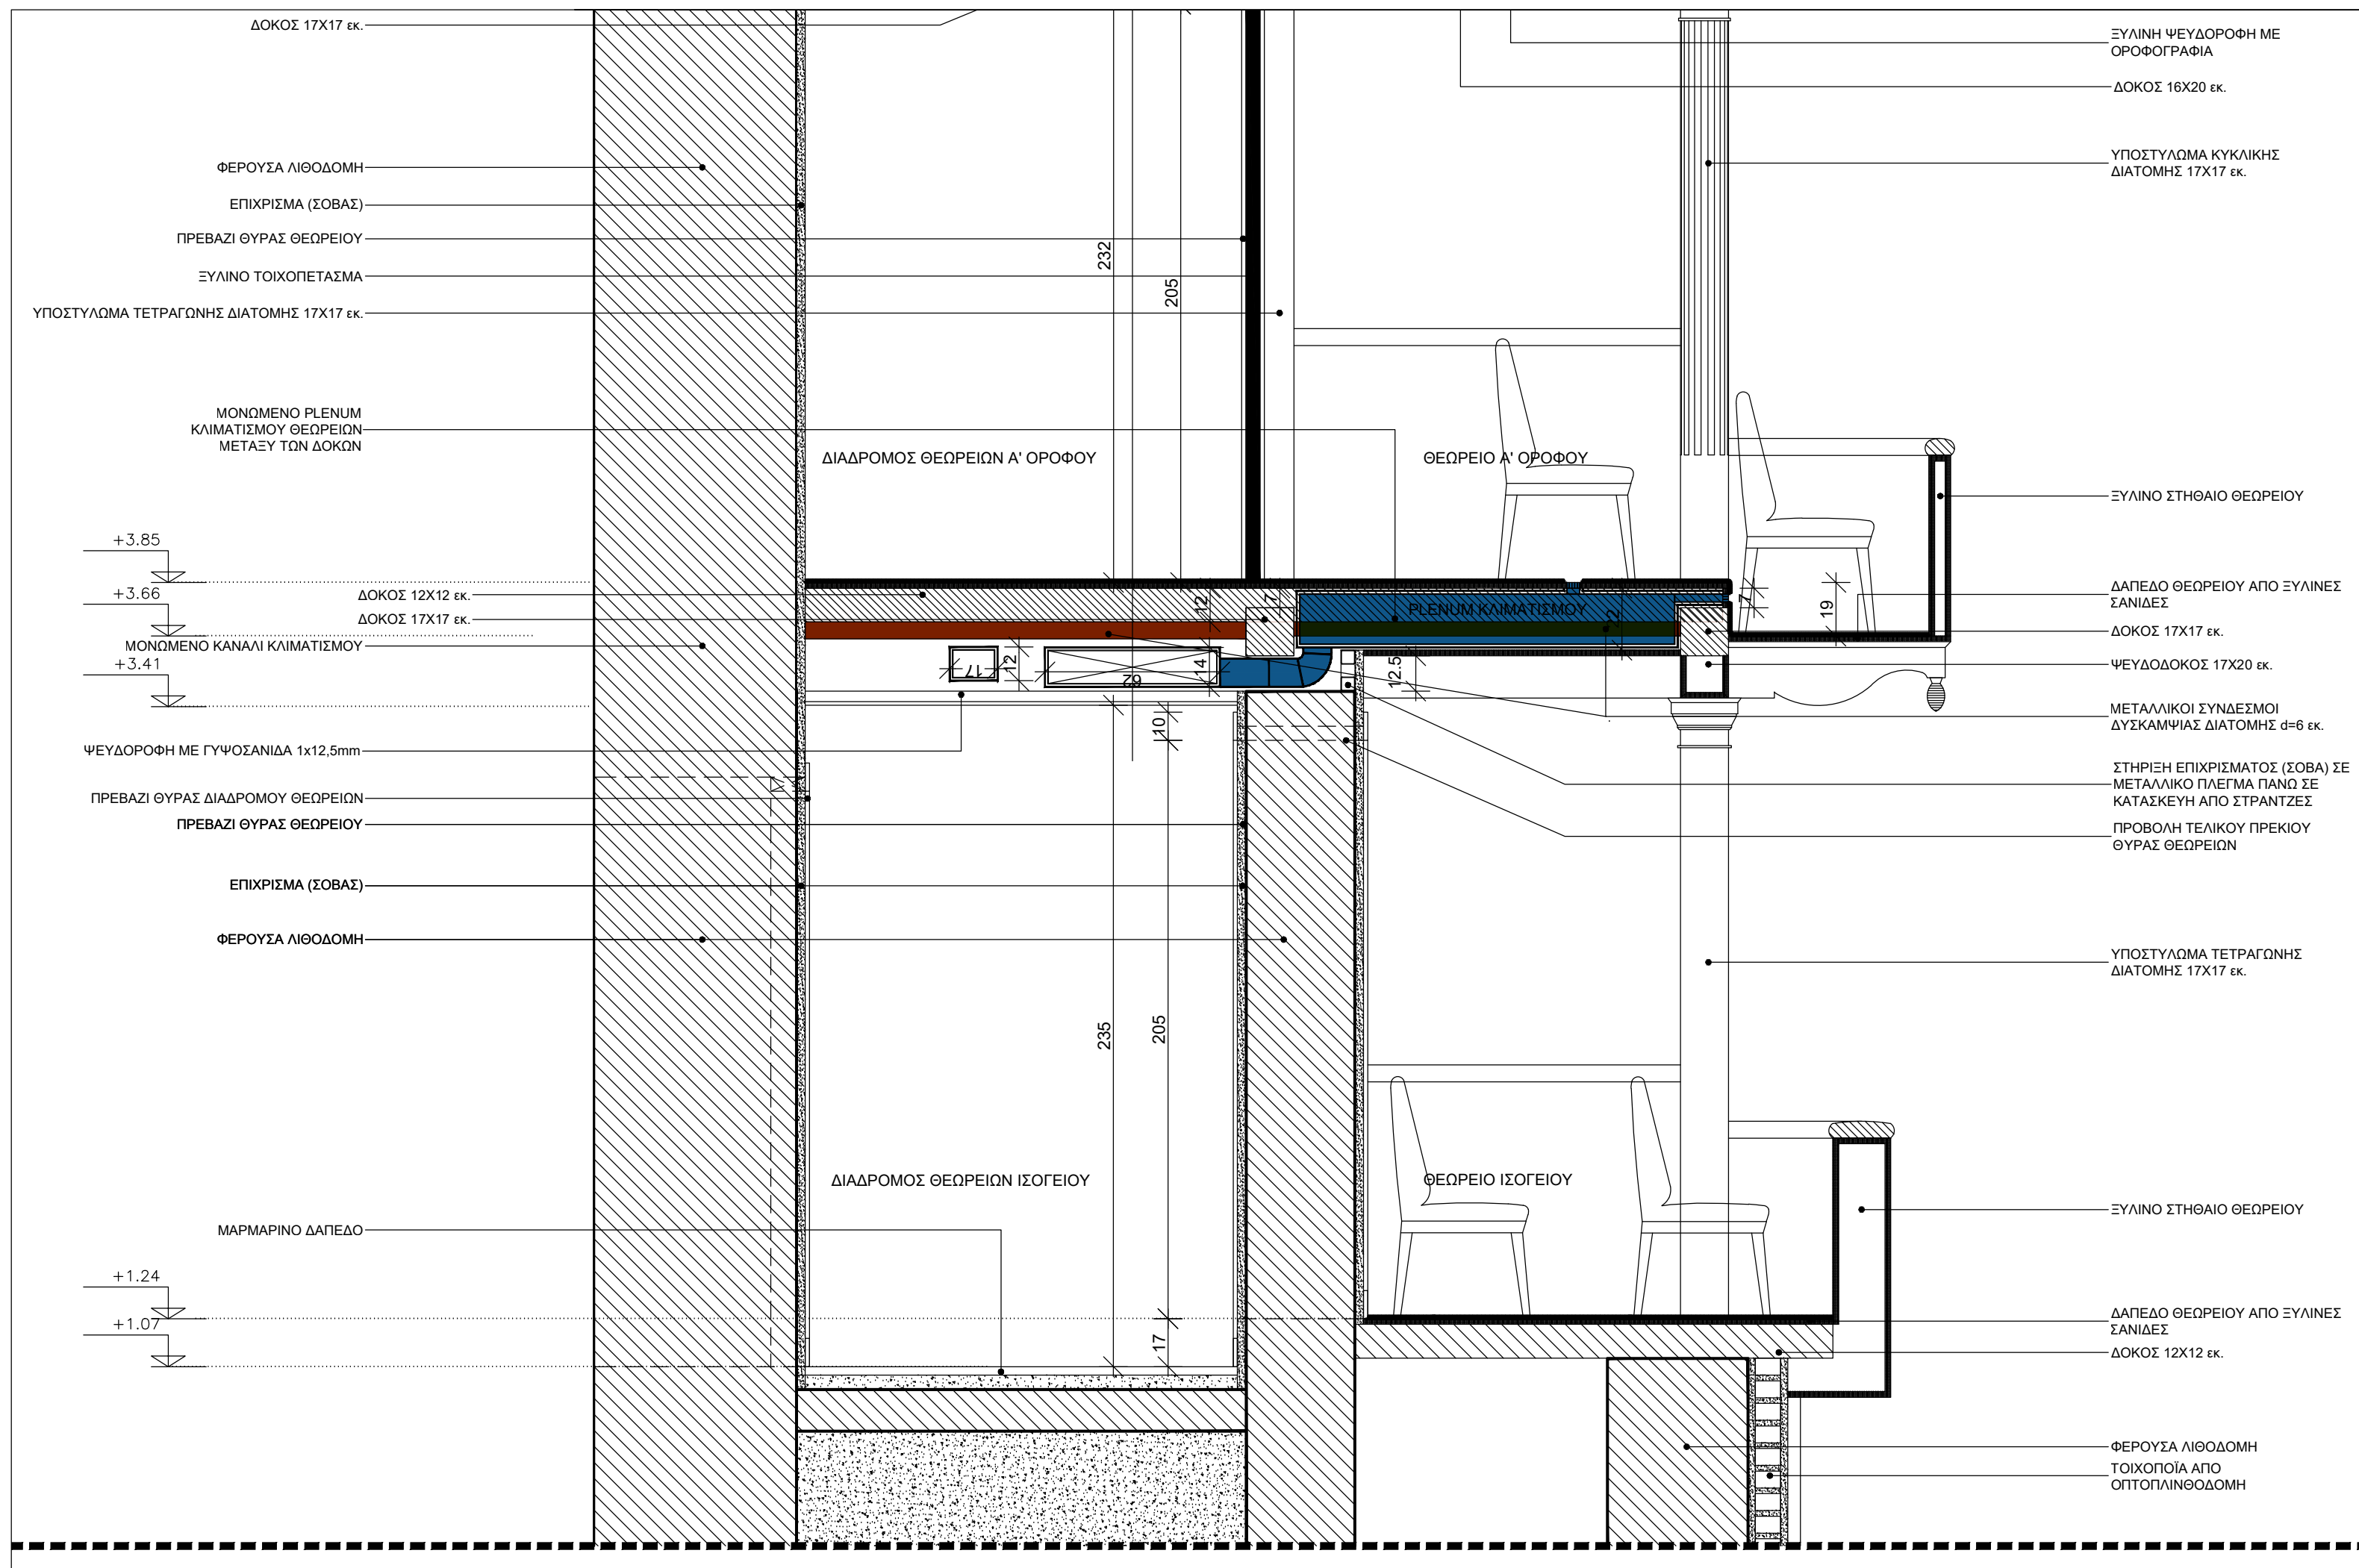 ΔΟΚΟΣ 17Χ17 εκ.
ΦΕΡΟΥΣΑ ΛΙΘΟΔΟΜΗ
ΕΠΙΧΡΙΣΜΑ (ΣΟΒΑΣ)
ΠΡΕΒΑΖΙ ΘΥΡΑΣ ΘΕΩΡΕΙΟΥ
ΞΥΛΙΝΟ ΤΟΙΧΟΠΕΤΑΣΜΑ
ΥΠΟΣΤΥΛΩΜΑ ΤΕΤΡΑΓΩΝΗΣ ΔΙΑΤΟΜΗΣ 17Χ17 εκ.
ΜΟΝΩΜΕΝΟ PLENUM
ΚΛΙΜΑΤΙΣΜΟΥ ΘΕΩΡΕΙΩΝ
ΜΕΤΑΞΥ ΤΩΝ ΔΟΚΩΝ
+3.85
+3.66
+3.41
ΔΟΚΟΣ 12Χ12 εκ.
ΔΟΚΟΣ 17Χ17 εκ.
ΜΟΝΩΜΕΝΟ ΚΑΝΑΛΙ ΚΛΙΜΑΤΙΣΜΟΥ
ΨΕΥΔΟΡΟΦΗ ΜΕ ΓΥΨΟΣΑΝΙΔΑ 1x12,5mm
ΠΡΕΒΑΖΙ ΘΥΡΑΣ ΔΙΑΔΡΟΜΟΥ ΘΕΩΡΕΙΩΝ
ΠΡΕΒΑΖΙ ΘΥΡΑΣ ΘΕΩΡΕΙΟΥ
ΕΠΙΧΡΙΣΜΑ (ΣΟΒΑΣ)
ΦΕΡΟΥΣΑ ΛΙΘΟΔΟΜΗ
ΜΑΡΜΑΡΙΝΟ ΔΑΠΕΔΟ
+1.24
+1.07
232
205
ΔΙΑΔΡΟΜΟΣ ΘΕΩΡΕΙΩΝ Α' ΟΡΟΦΟΥ
ΘΕΩΡΕΙΟ Α' ΟΡΟΦΟΥ
PLENUM ΚΛΙΜΑΤΙΣΜΟΥ
12
7
22
7
19
17
12
62
14
12.5
10
235
205
17
ΔΙΑΔΡΟΜΟΣ ΘΕΩΡΕΙΩΝ ΙΣΟΓΕΙΟΥ
ΘΕΩΡΕΙΟ ΙΣΟΓΕΙΟΥ
ΞΥΛΙΝΗ ΨΕΥΔΟΡΟΦΗ ΜΕ
ΟΡΟΦΟΓΡΑΦΙΑ
ΔΟΚΟΣ 16Χ20 εκ.
ΥΠΟΣΤΥΛΩΜΑ ΚΥΚΛΙΚΗΣ
ΔΙΑΤΟΜΗΣ 17Χ17 εκ.
ΞΥΛΙΝΟ ΣΤΗΘΑΙΟ ΘΕΩΡΕΙΟΥ
ΔΑΠΕΔΟ ΘΕΩΡΕΙΟΥ ΑΠΟ ΞΥΛΙΝΕΣ
ΣΑΝΙΔΕΣ
ΔΟΚΟΣ 17Χ17 εκ.
ΨΕΥΔΟΔΟΚΟΣ 17Χ20 εκ.
ΜΕΤΑΛΛΙΚΟΙ ΣΥΝΔΕΣΜΟΙ
ΔΥΣΚΑΜΨΙΑΣ ΔΙΑΤΟΜΗΣ d=6 εκ.
ΣΤΗΡΙΞΗ ΕΠΙΧΡΙΣΜΑΤΟΣ (ΣΟΒΑ) ΣΕ
ΜΕΤΑΛΛΙΚΟ ΠΛΕΓΜΑ ΠΑΝΩ ΣΕ
ΚΑΤΑΣΚΕΥΗ ΑΠΟ ΣΤΡΑΝΤΖΕΣ
ΠΡΟΒΟΛΗ ΤΕΛΙΚΟΥ ΠΡΕΚΙΟΥ
ΘΥΡΑΣ ΘΕΩΡΕΙΩΝ
ΥΠΟΣΤΥΛΩΜΑ ΤΕΤΡΑΓΩΝΗΣ
ΔΙΑΤΟΜΗΣ 17Χ17 εκ.
ΞΥΛΙΝΟ ΣΤΗΘΑΙΟ ΘΕΩΡΕΙΟΥ
ΔΑΠΕΔΟ ΘΕΩΡΕΙΟΥ ΑΠΟ ΞΥΛΙΝΕΣ
ΣΑΝΙΔΕΣ
ΔΟΚΟΣ 12Χ12 εκ.
ΦΕΡΟΥΣΑ ΛΙΘΟΔΟΜΗ
ΤΟΙΧΟΠΟΪΑ ΑΠΟ
ΟΠΤΟΠΛΙΝΘΟΔΟΜΗ